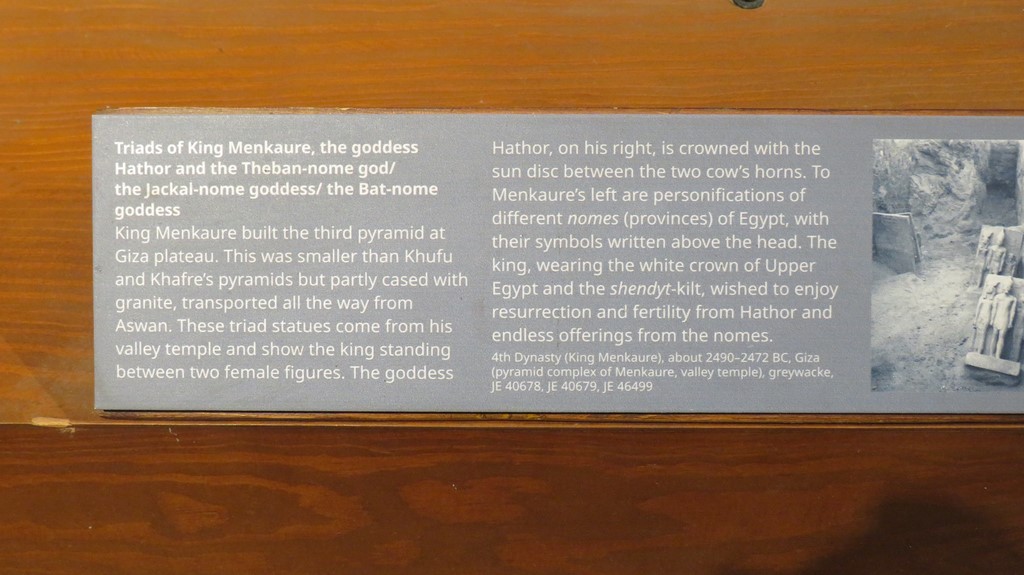 Triads of King Menkaure, the goddess
Hathor and the Theban-nome god/
the Jackal-nome goddess/ the Bat-nome
goddess
King Menkaure built the third pyramid at
Giza plateau. This was smaller than Khufu
and Khafre's pyramids but partly cased with
granite, transported all the way from
Aswan. These triad statues come from his
valley temple and show the king standing
between two female figures. The goddess
Hathor, on his right, is crowned with the
sun disc between the two cow's horns. To
Menkaure's left are personifications of
different nomes (provinces) of Egypt, with
their symbols written above the head. The
king, wearing the white crown of Upper
Egypt and the shendyt-kilt, wished to enjoy
resurrection and fertility from Hathor and
endless offerings from the nomes.
4th Dynasty (King Menkaure), about 2490–2472 BC, Giza
(pyramid complex of Menkaure, valley temple), greywacke,
JE 40678, JE 40679, JE 46499